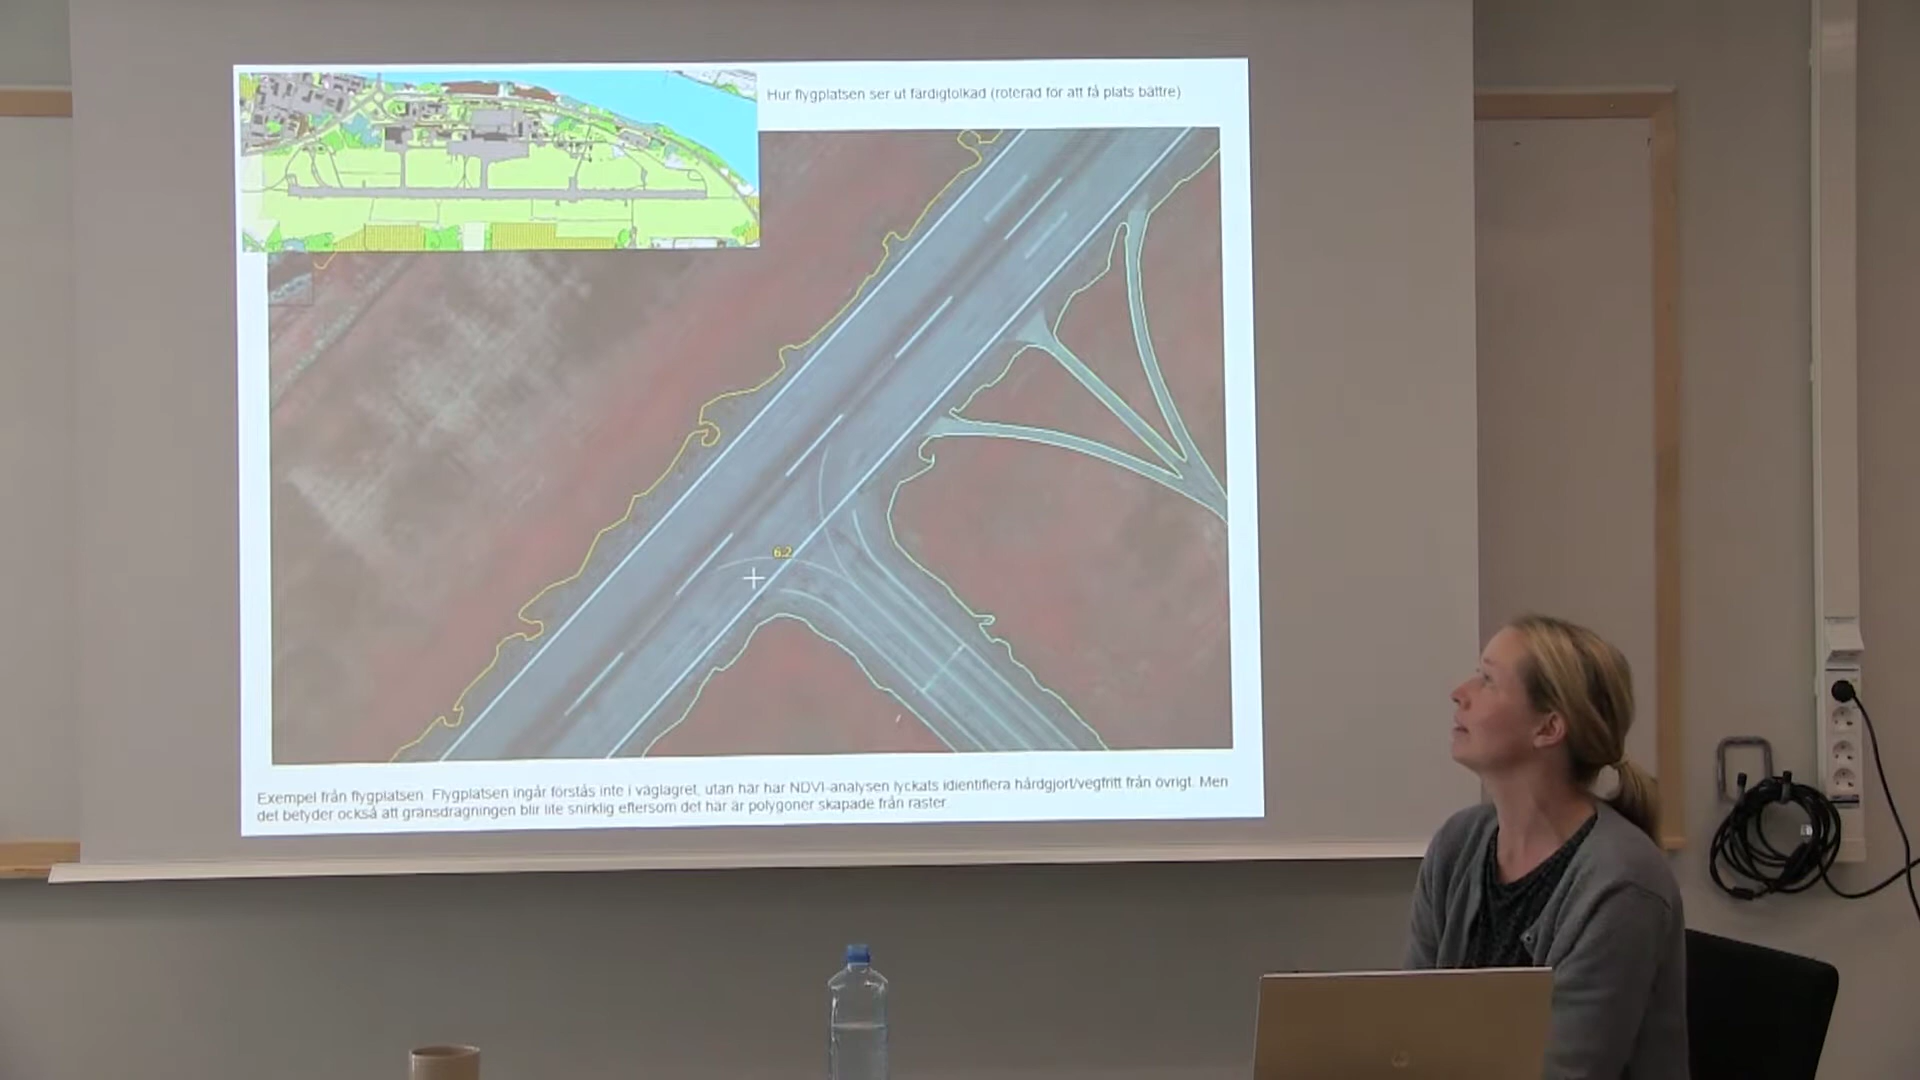 Hur flygplatsen ser ut färdigtolkad (roterad för att få plats bättre)
6.2
Exempel från flygplatsen. Flygplatsen ingår förstås inte i väglagret, utan här har NDVI-analysen lyckats idientifiera hårdgjort/vegfritt från övrigt. Men
det betyder också att gränsdragningen blir lite snirklig eftersom det här är polygoner skapade från raster.